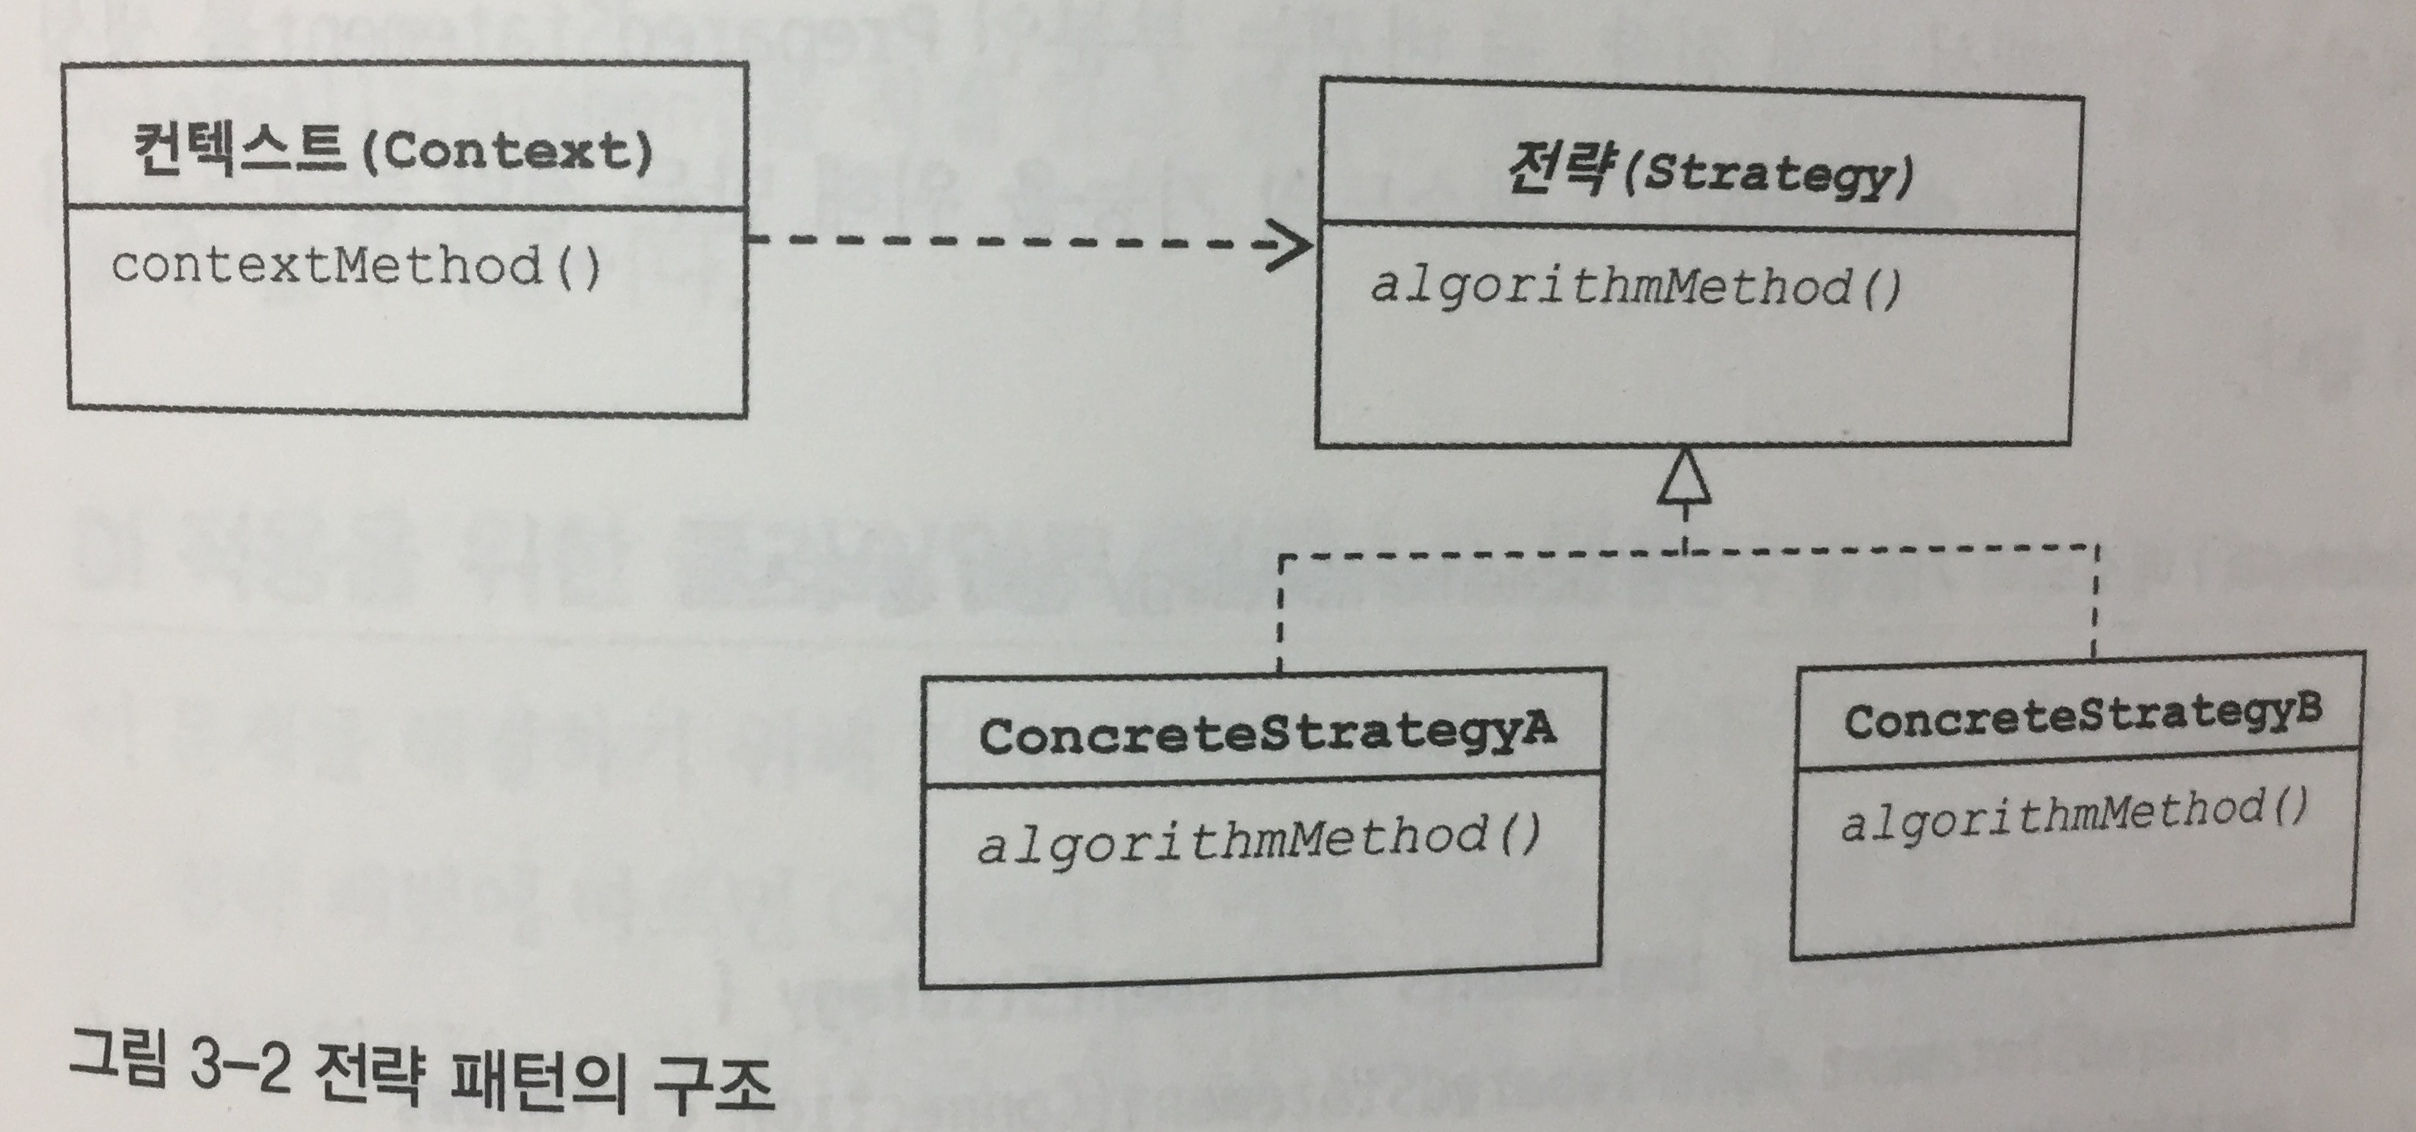 컨텍스트(Context)
contextMethod()
전략(Strategy)
algorithmMethod()
ConcreteStrategyA
algorithmMethod()
ConcreteStrategyB
algorithmMethod()
그림 3-2 전략 패턴의 구조